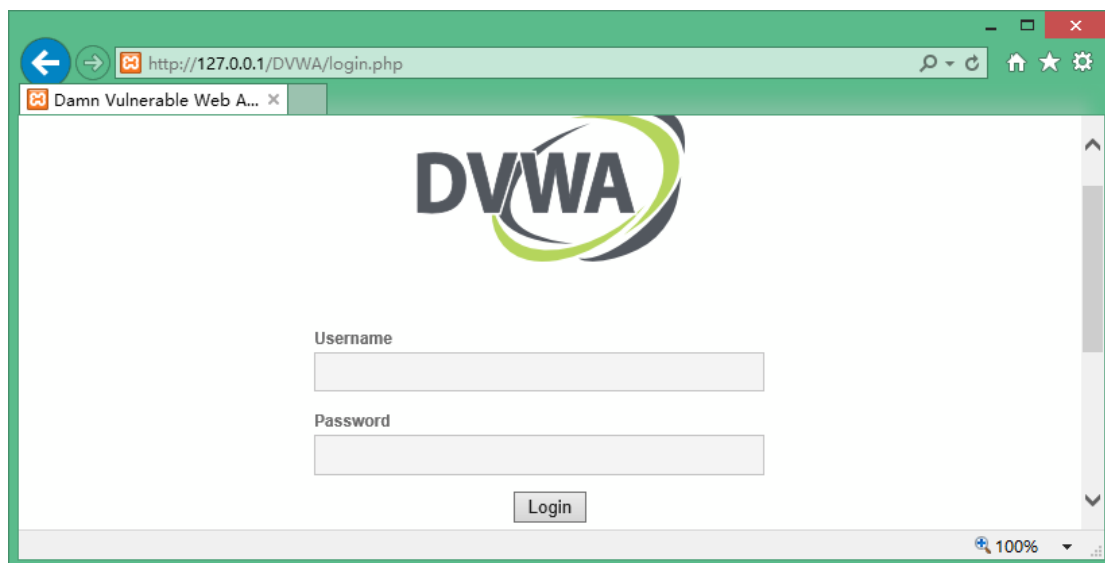 http://127.0.0.1/DVWA/login.php
Damn Vulnerable Web A...
DVWA
Username
Password
Login
100%